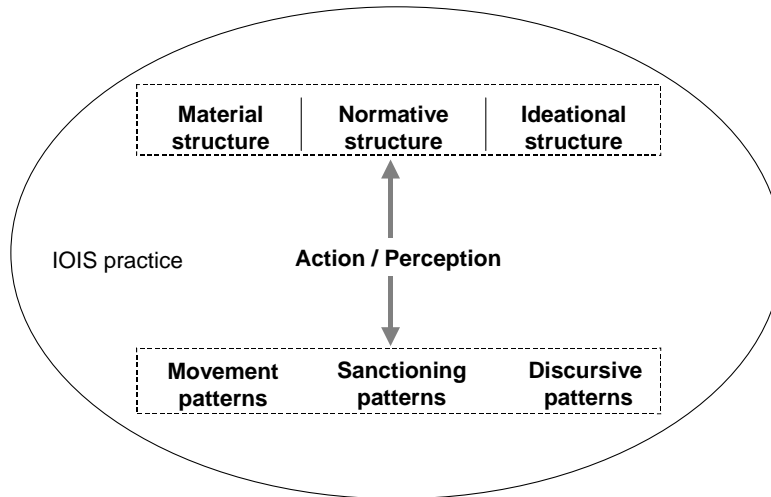 Material Normative Ideational
structure structure structure
IOIS practice Action / Perception
Movement Sanctioning Discursive
patterns patterns patterns